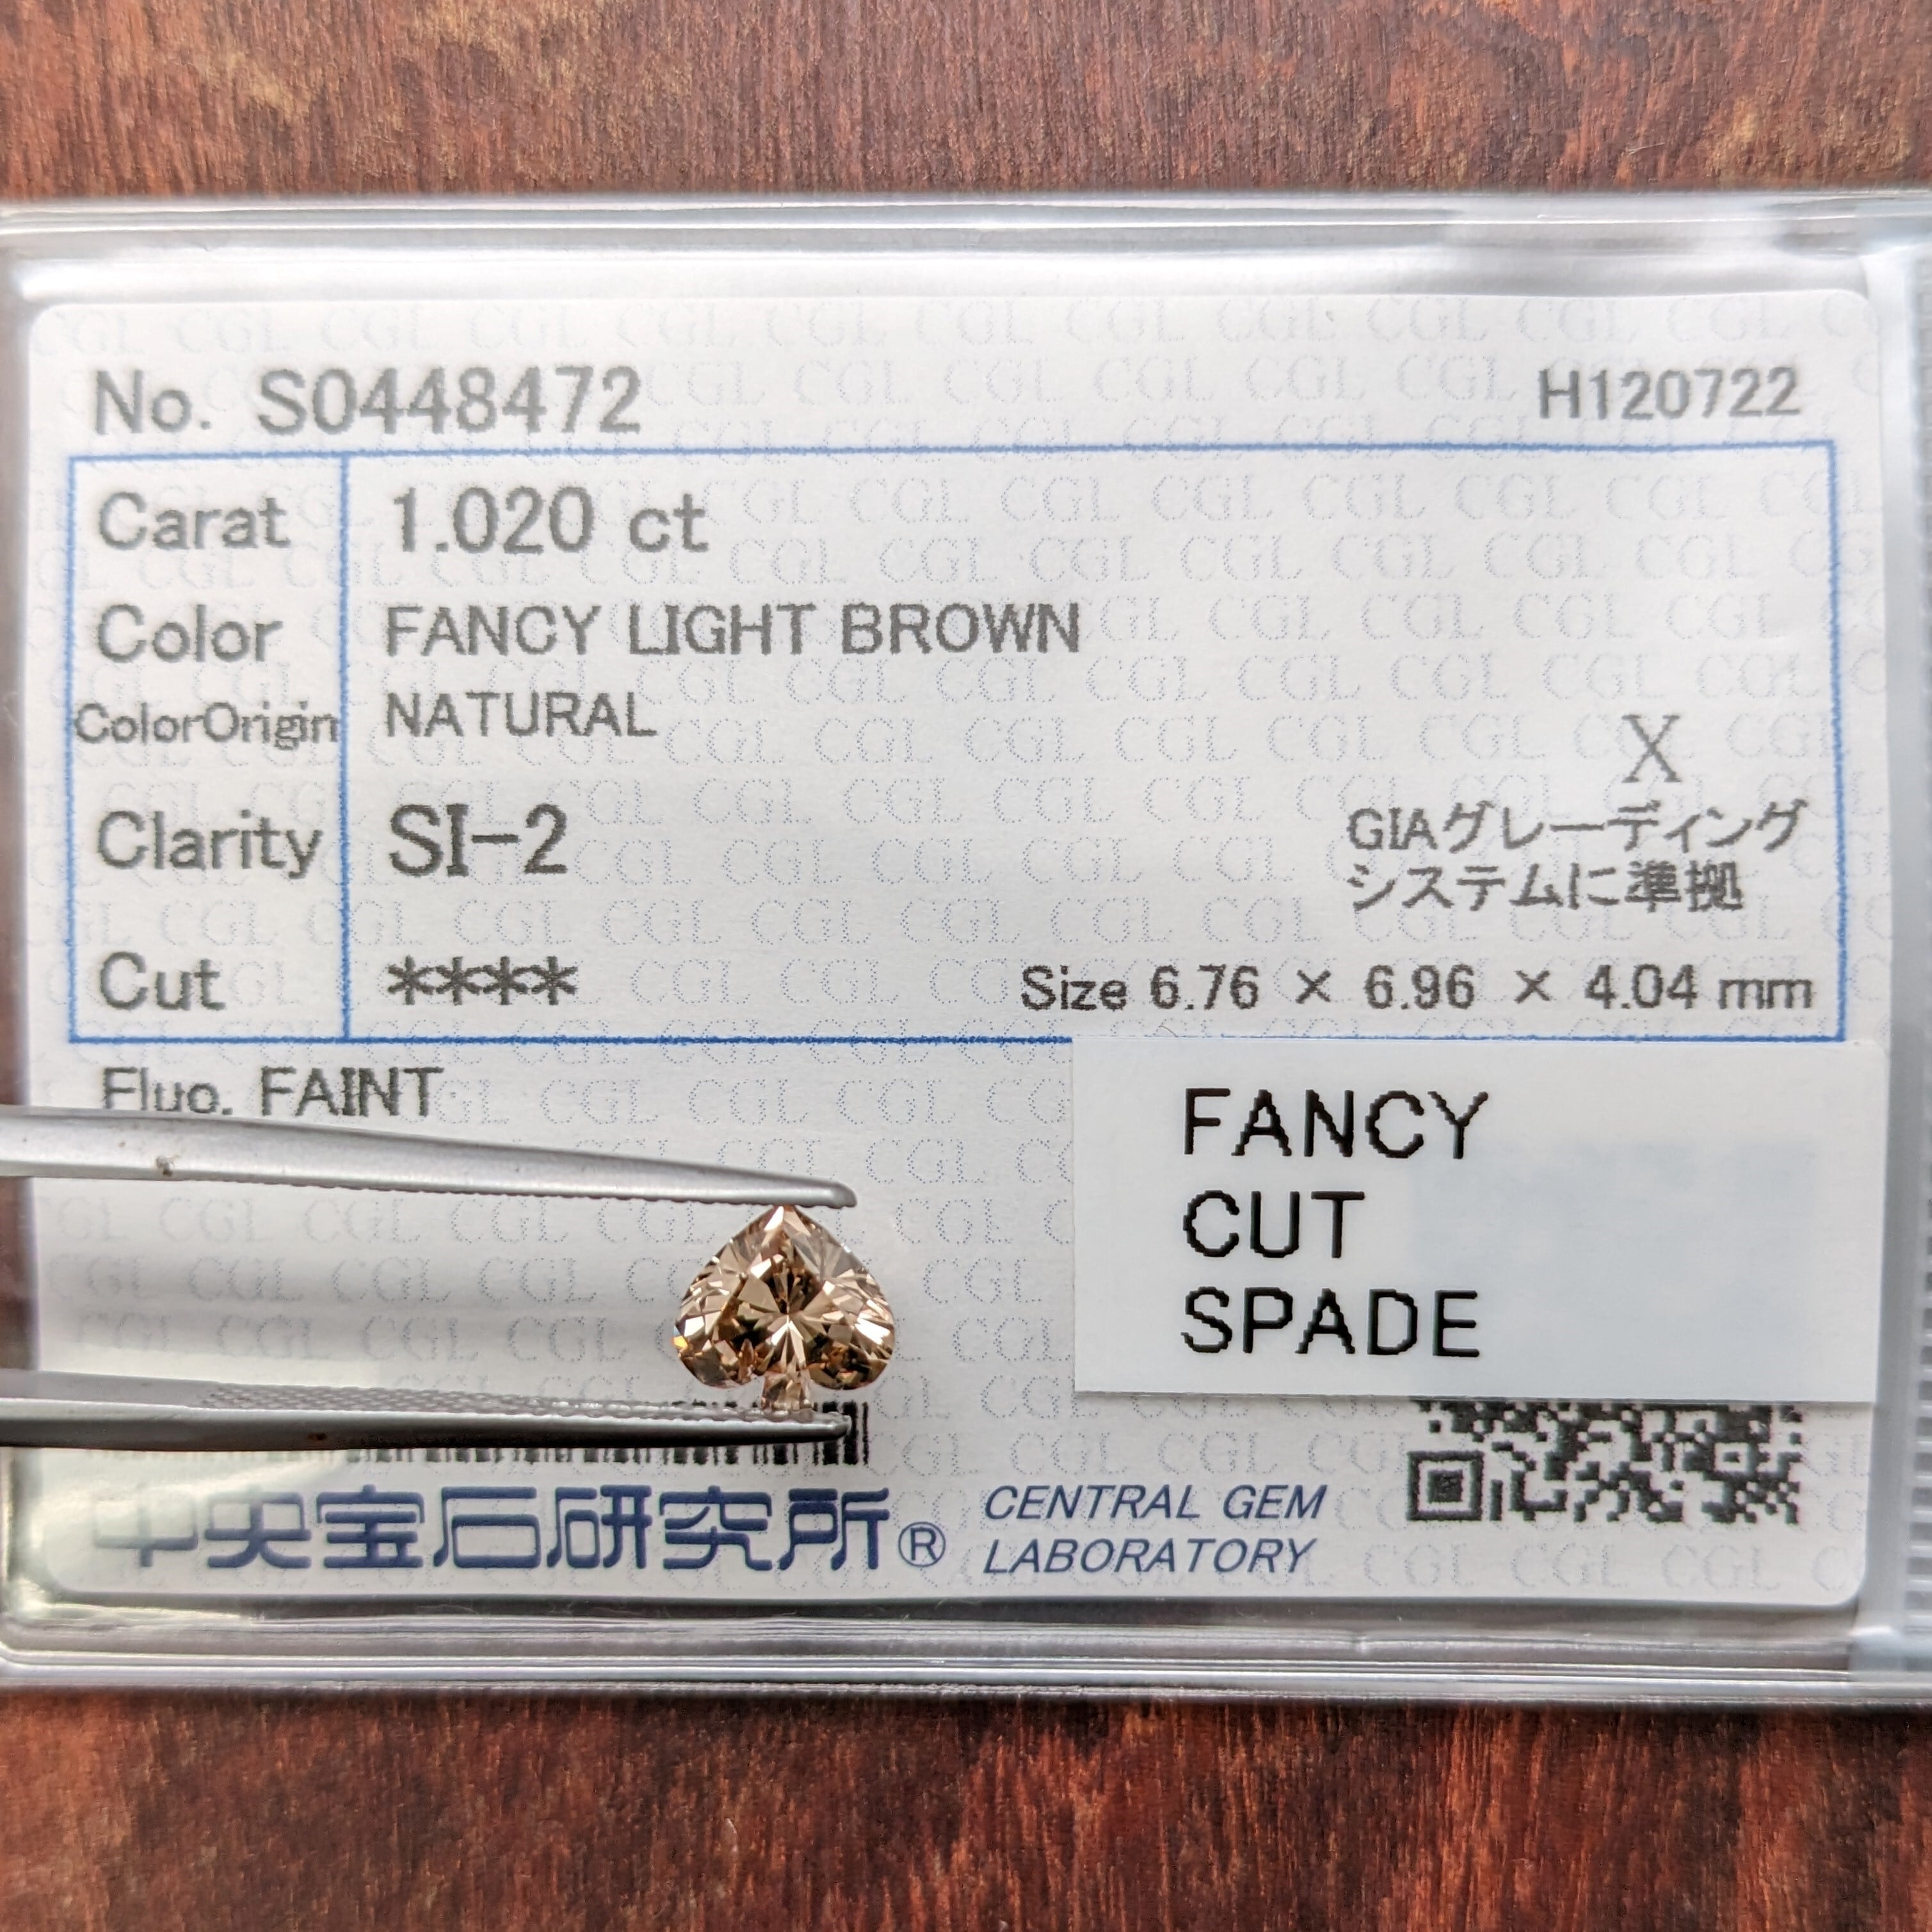 No. S0448472
H120722
Carat 1.020 ct
Color FANCY LIGHT BROWN
ColorOrigin NATURAL
X
Clarity SI-2
GIAグレーディング
システムに準拠
Cut **** Size 6.76 × 6.96 × 4.04 mm
Fluo. FAINT
FANCY
CUT
SPADE
中央宝石研究所®
CENTRAL GEM
LABORATORY